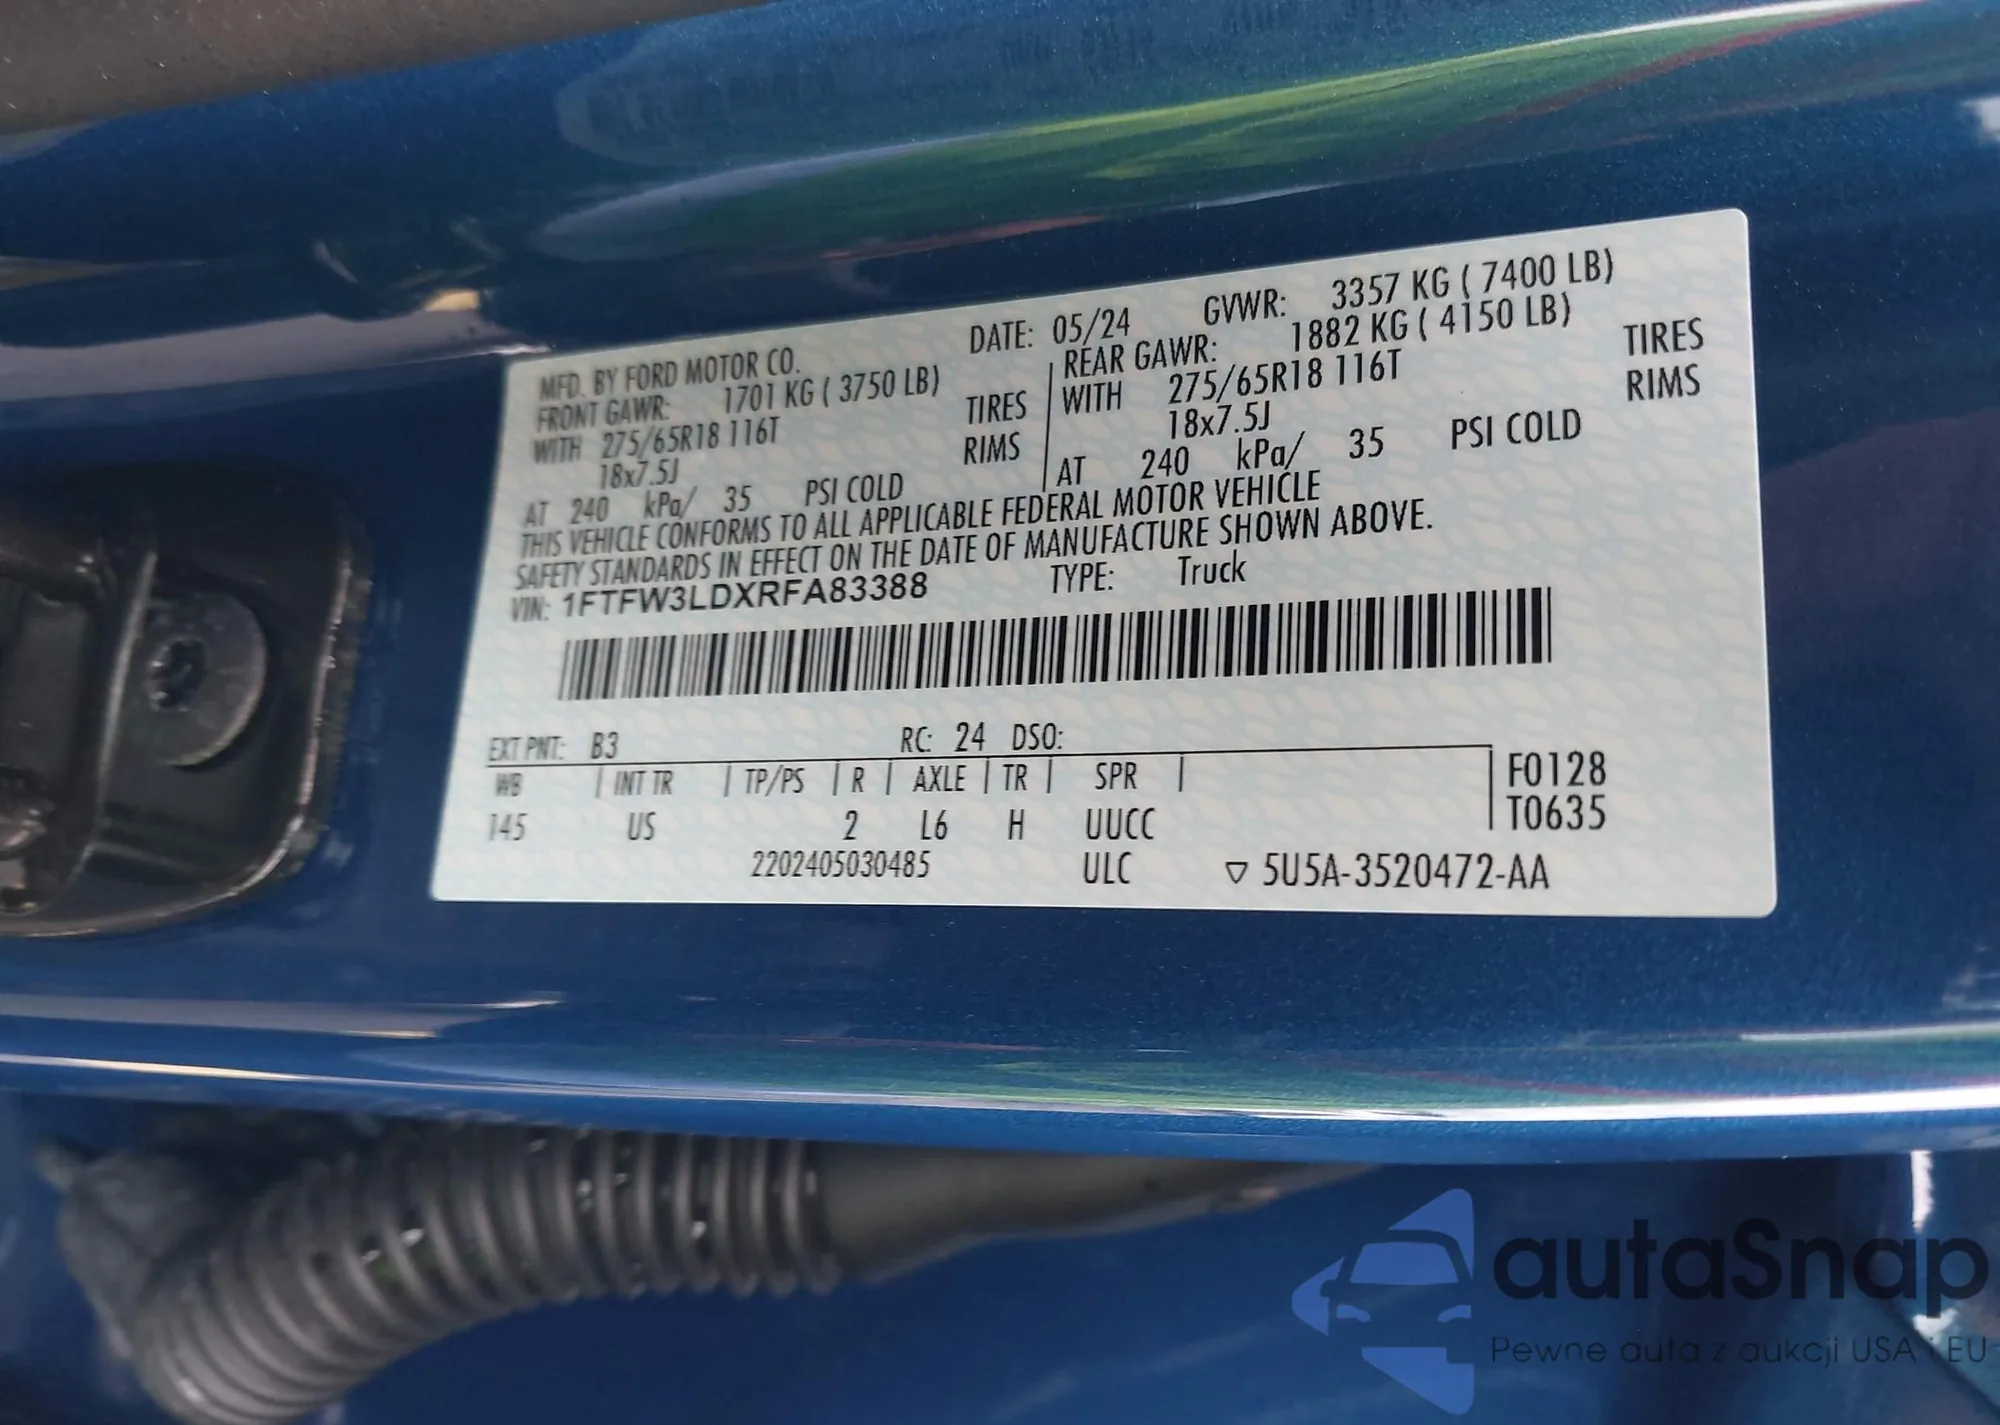 MFD. BY FORD MOTOR CO. DATE: 05/24 GVWR: 3357 KG ( 7400 LB)
FRONT GAWR: 1701 KG ( 3750 LB) REAR GAWR: 1882 KG ( 4150 LB)
WITH 275/65R18 116T TIRES WITH 275/65R18 116T TIRES
18x7.5J RIMS 18x7.5J RIMS
AT 240 kPa/ 35 PSI COLD AT 240 kPa/ 35 PSI COLD
THIS VEHICLE CONFORMS TO ALL APPLICABLE FEDERAL MOTOR VEHICLE
SAFETY STANDARDS IN EFFECT ON THE DATE OF MANUFACTURE SHOWN ABOVE.
VIN: 1FTFW3LDXRFA83388 TYPE: Truck
EXT PNT: B3 RC: 24 DSO:
WB | INT TR | TP/PS | R | AXLE | TR | SPR | F0128
145 US 2 L6 H UUCC T0635
2202405030485 ULC ▽ 5U5A-3520472-AA
autaSnap
Pewne auta z aukcji USA i EU